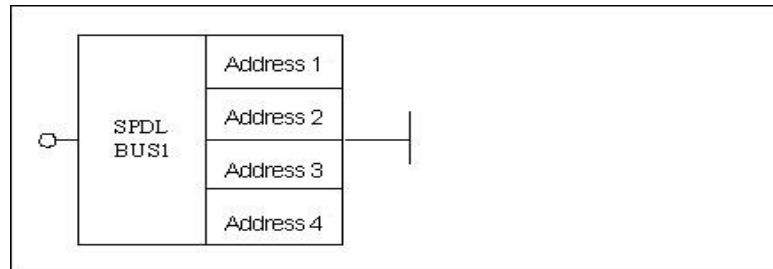 SPDL
BUS1
Address 1
Address 2
Address 3
Address 4